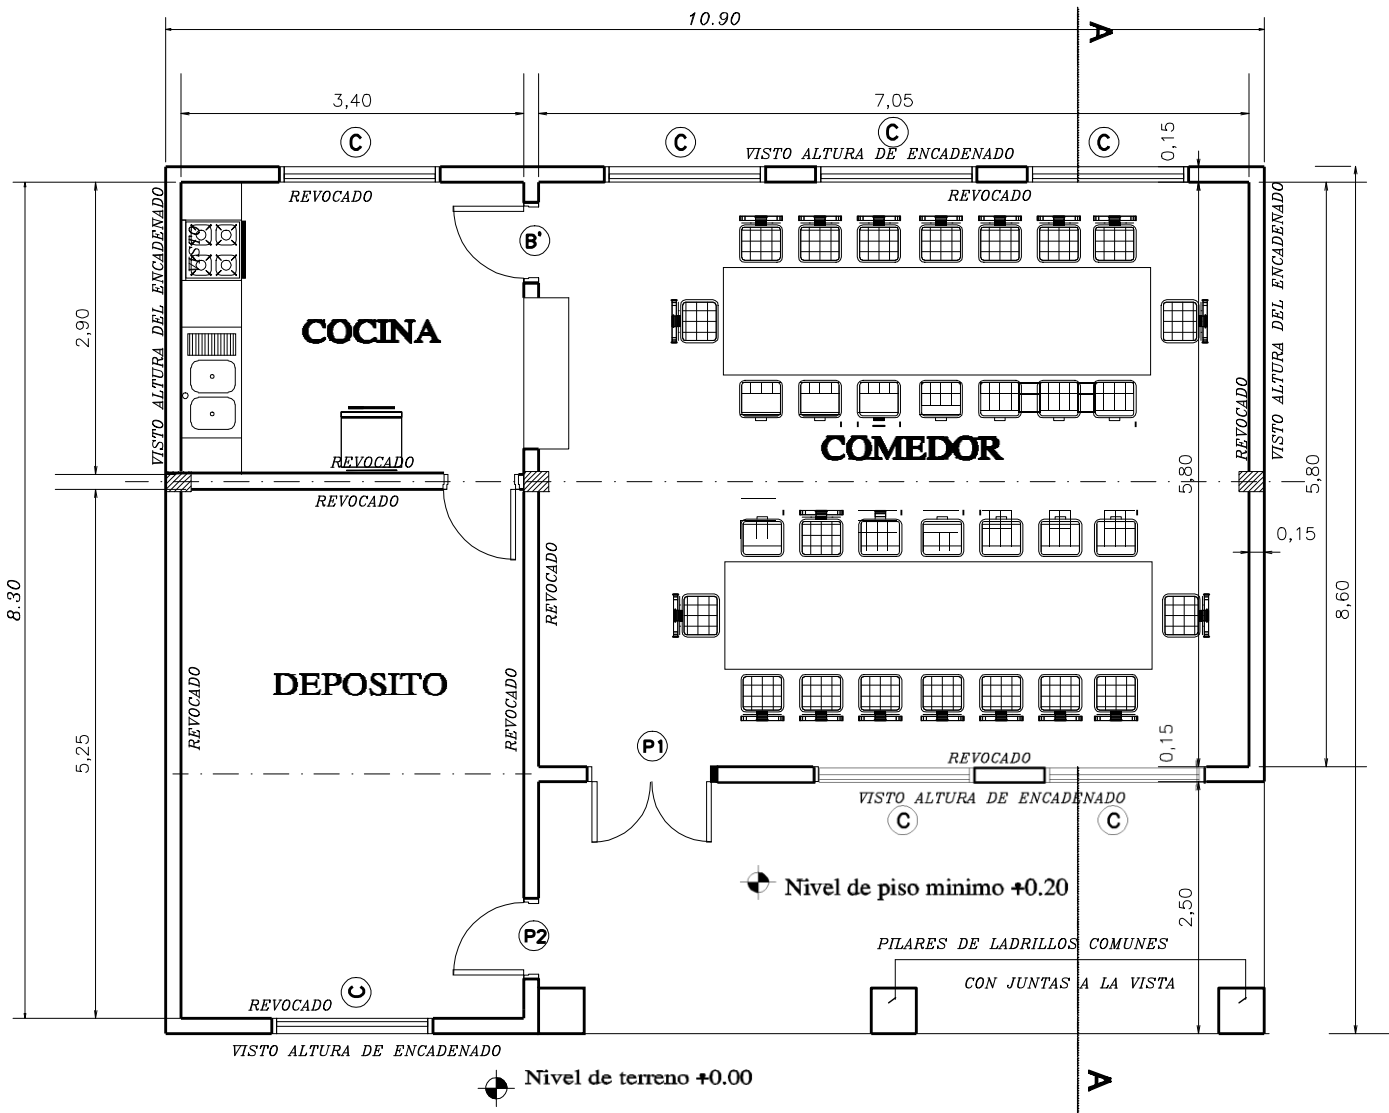 10.90
A
3,40
7,05
C
C
C
C
0,15
VISTO ALTURA DE ENCADENADO
REVOCADO
REVOCADO
VISTO ALTURA DEL ENCADENADO
VISTO
B'
VISTO ALTURA DEL ENCADENADO
2,90
COCINA
REVOCADO
COMEDOR
REVOCADO
5,80
5,80
REVOCADO
0,15
REVOCADO
8.30
8,60
DEPOSITO
REVOCADO
REVOCADO
5,25
P1
REVOCADO
0,15
VISTO ALTURA DE ENCADENADO
C
C
Nivel de piso minimo +0.20
2,50
P2
PILARES DE LADRILLOS COMUNES
CON JUNTAS A LA VISTA
C
REVOCADO
VISTO ALTURA DE ENCADENADO
Nivel de terreno +0.00
A